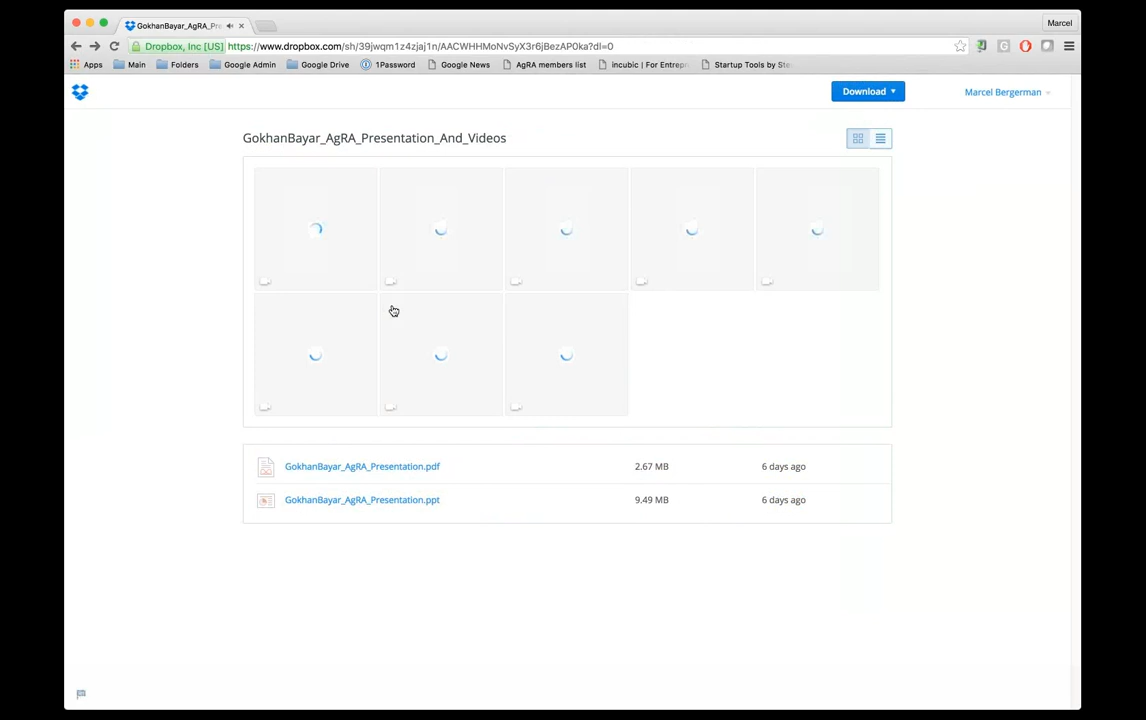 GokhanBayar_AgRA_Pre
Marcel
Dropbox, Inc [US] https://www.dropbox.com/sh/39jwqm1z4zjaj1n/AACWHHMoNvSyX3r6jBezAP0ka?dl=0
Apps Main Folders Google Admin Google Drive 1Password Google News AgRA members list incubic | For Entrepr Startup Tools by Ste
Download Marcel Bergerman
GokhanBayar_AgRA_Presentation_And_Videos
GokhanBayar_AgRA_Presentation.pdf 2.67 MB 6 days ago
GokhanBayar_AgRA_Presentation.ppt 9.49 MB 6 days ago